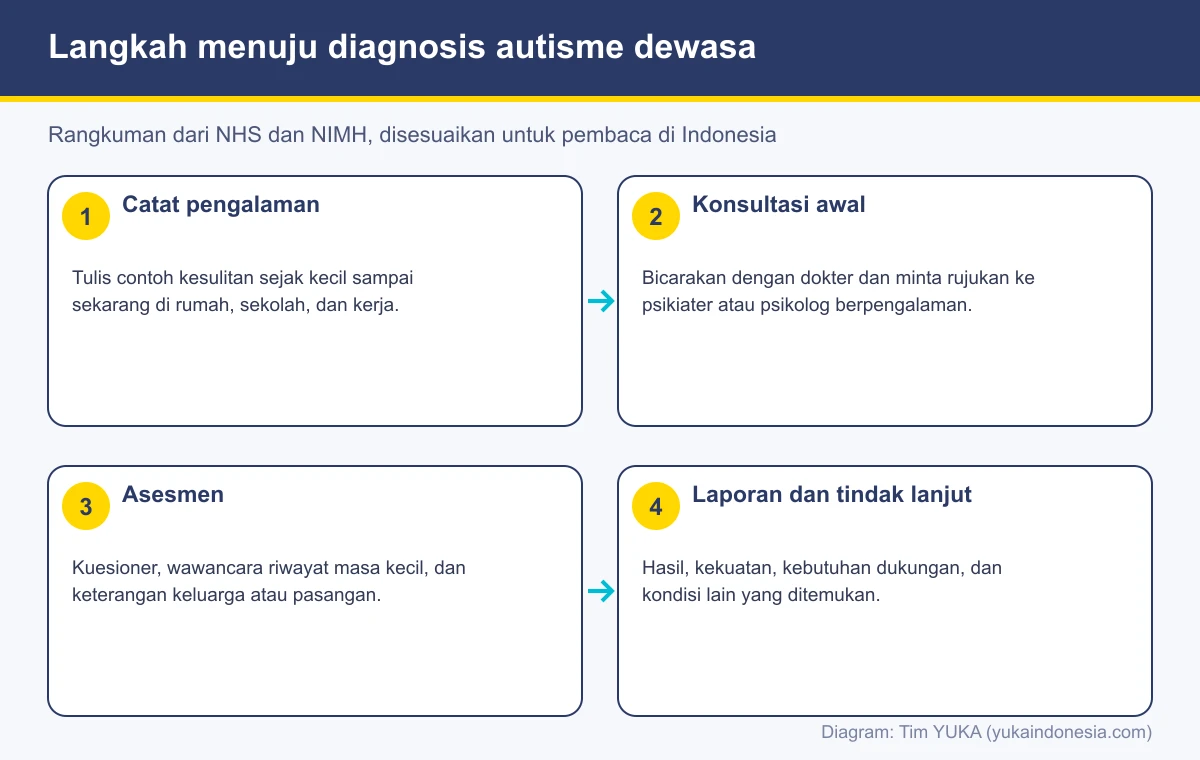 Langkah menuju diagnosis autisme dewasa
Rangkuman dari NHS dan NIMH, disesuaikan untuk pembaca di Indonesia
1
Catat pengalaman
Tulis contoh kesulitan sejak kecil sampai
sekarang di rumah, sekolah, dan kerja.
2
Konsultasi awal
Bicarakan dengan dokter dan minta rujukan ke
psikiater atau psikolog berpengalaman.
3
Asesmen
Kuesioner, wawancara riwayat masa kecil, dan
keterangan keluarga atau pasangan.
4
Laporan dan tindak lanjut
Hasil, kekuatan, kebutuhan dukungan, dan
kondisi lain yang ditemukan.
Diagram: Tim YUKA (yukaindonesia.com)